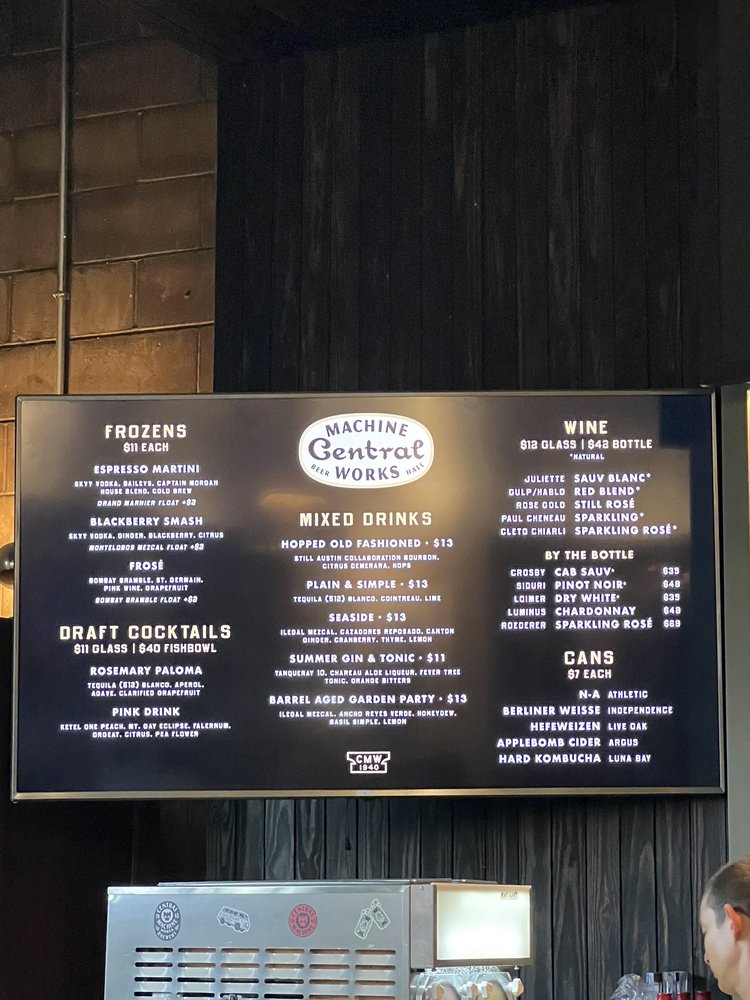 FROZENS
$11 EACH
ESPRESSO MARTINI
SKYY VODKA, BAILEYS, CAPTAIN MORGAN
HOUSE BLEND, COLD BREW
GRAND MARNIER FLOAT +$2
BLACKBERRY SMASH
SKYY VODKA, GINGER, BLACKBERRY, CITRUS
MONTELOBOS MEZCAL FLOAT +$2
FROSÉ
BOMBAY BRAMBLE, ST. GERMAIN,
PINK WINE, GRAPEFRUIT
BOMBAY BRAMBLE FLOAT +$2
DRAFT COCKTAILS
$11 GLASS | $40 FISHBOWL
ROSEMARY PALOMA
TEQUILA (512) BLANCO, APEROL,
AGAVE, CLARIFIED GRAPEFRUIT
PINK DRINK
KETEL ONE PEACH, MT. GAY ECLIPSE, FALERNUM,
ORGEAT, CITRUS, PEA FLOWER
MACHINE
Central
BEER WORKS HALL
MIXED DRINKS
HOPPED OLD FASHIONED • $13
STILL AUSTIN COLLABORATION BOURBON,
CITRUS DEMERARA, HOPS
PLAIN & SIMPLE • $13
TEQUILA (512) BLANCO, COINTREAU, LIME
SEASIDE • $13
ILEGAL MEZCAL, CAZADORES REPOSADO, CANTON
GINGER, CRANBERRY, THYME, LEMON
SUMMER GIN & TONIC • $11
TANQUERAY 10, CHAREAU ALOE LIQUEUR, FEVER TREE
TONIC, ORANGE BITTERS
BARREL AGED GARDEN PARTY • $13
ILEGAL MEZCAL, ANCHO REYES VERDE, HONEYDEW,
BASIL SIMPLE, LEMON
CMW
1940
WINE
$12 GLASS | $42 BOTTLE
*NATURAL
JULIETTE SAUV BLANC*
GULP/HABLO RED BLEND*
ROSE GOLD STILL ROSÉ
PAUL CHENEAU SPARKLING*
CLETO CHIARLI SPARKLING ROSÉ*
BY THE BOTTLE
CROSBY CAB SAUV* $35
SIDURI PINOT NOIR* $48
LOIMER DRY WHITE* $35
LUMINUS CHARDONNAY $49
ROEDERER SPARKLING ROSÉ $69
CANS
$7 EACH
N-A ATHLETIC
BERLINER WEISSE INDEPENDENCE
HEFEWEIZEN LIVE OAK
APPLEBOMB CIDER ARGUS
HARD KOMBUCHA LUNA BAY